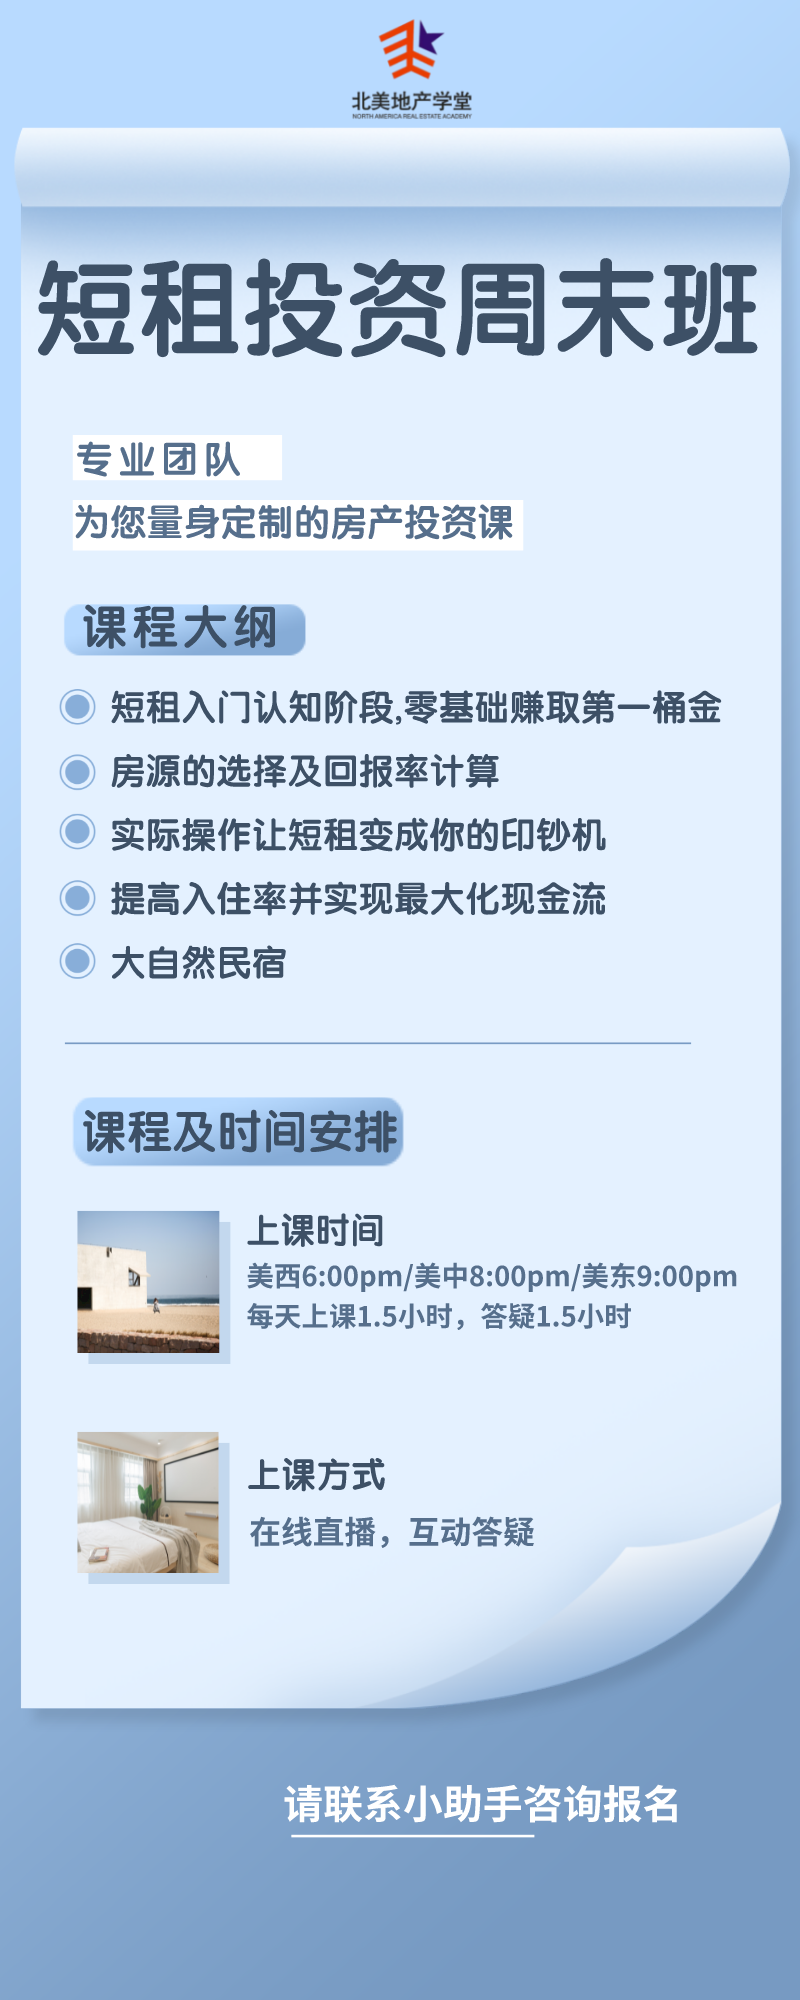 北美地产学堂
NORTH AMERICA REAL ESTATE ACADEMY
短租投资周末班
专业团队
为您量身定制的房产投资课
课程大纲
短租入门认知阶段,零基础赚取第一桶金
房源的选择及回报率计算
实际操作让短租变成你的印钞机
提高入住率并实现最大化现金流
大自然民宿
课程及时间安排
上课时间
美西6:00pm/美中8:00pm/美东9:00pm
每天上课1.5小时，答疑1.5小时
上课方式
在线直播，互动答疑
请联系小助手咨询报名